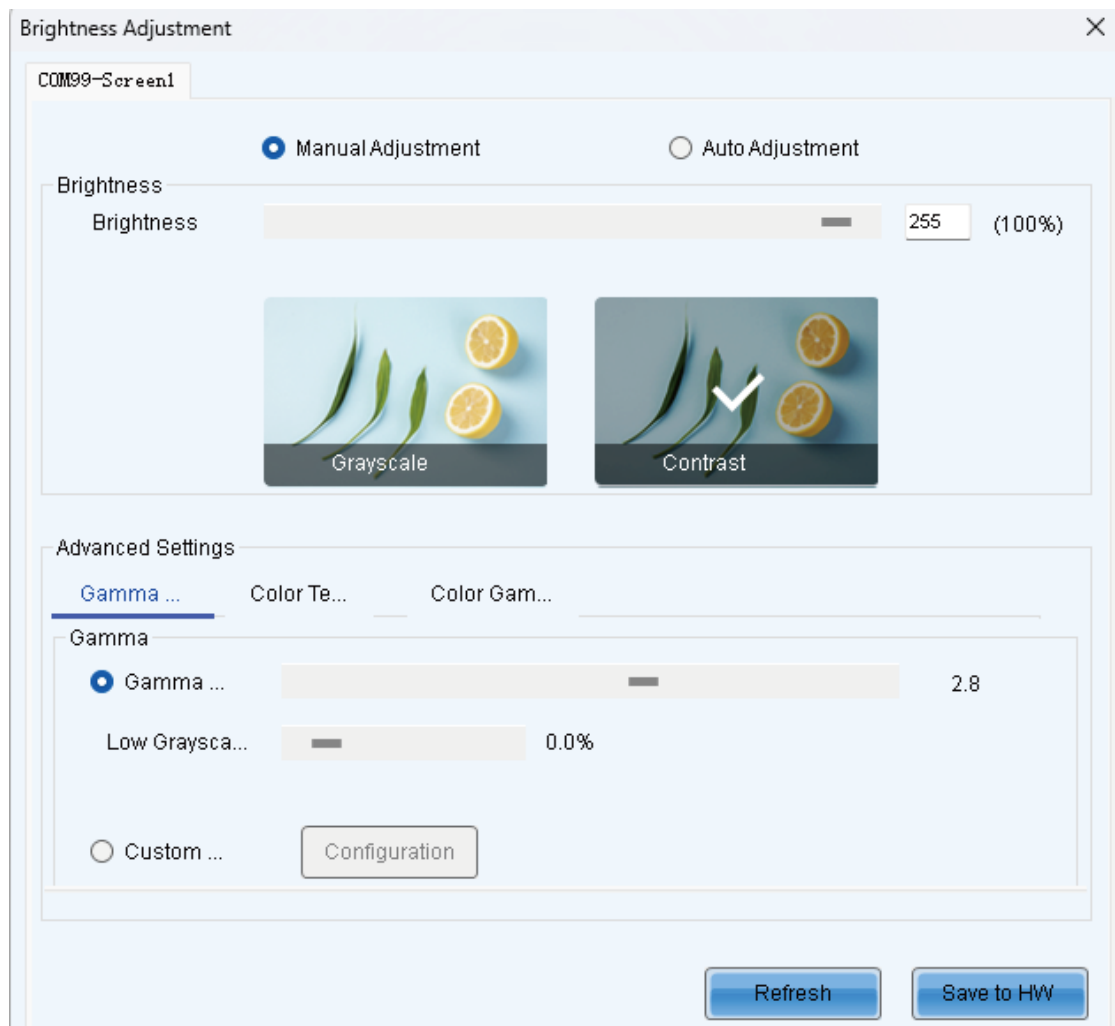 Brightness Adjustment
COM99-Screen1
Manual Adjustment Auto Adjustment
Brightness
Brightness 255 (100%)
Grayscale Contrast
Advanced Settings
Gamma ... Color Te... Color Gam...
Gamma
Gamma ... 2.8
Low Graysca... 0.0%
Custom ... Configuration
Refresh Save to HW